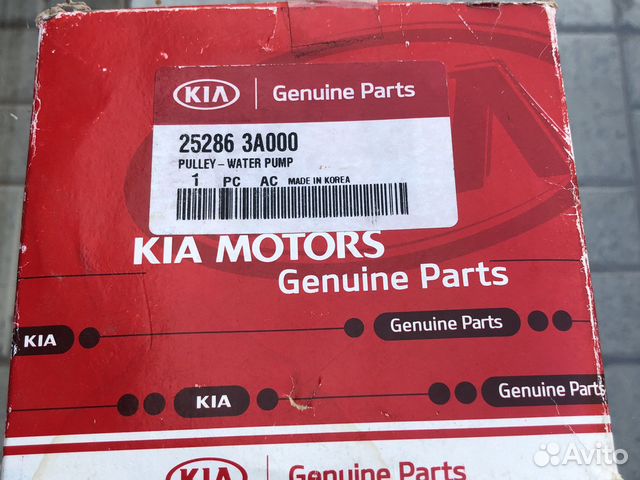 KIA Genuine Parts
25286 3A000
PULLEY-WATER PUMP
1 PC AC MADE IN KOREA
KIA MOTORS
Genuine Parts
KIA Genuine Parts
KIA Genuine Parts
KIA Genuine Parts
Avito